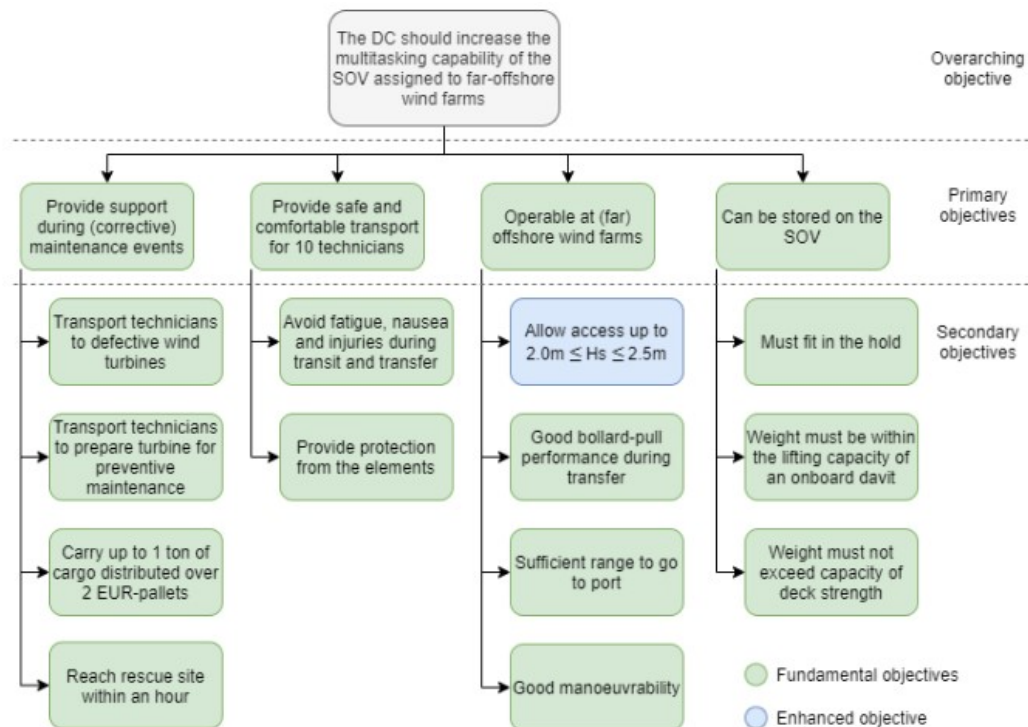 The DC should increase the
multitasking capability of the
SOV assigned to far-offshore
wind farms
Overarching
objective
Provide support
during (corrective)
maintenance events
Provide safe and
comfortable transport
for 10 technicians
Operable at (far)
offshore wind farms
Can be stored on the
SOV
Primary
objectives
Transport technicians
to defective wind
turbines
Avoid fatigue, nausea
and injuries during
transit and transfer
Allow access up to
2.0m ≤ Hs ≤ 2.5m
Must fit in the hold
Secondary
objectives
Transport technicians
to prepare turbine for
preventive
maintenance
Provide protection
from the elements
Good bollard-pull
performance during
transfer
Weight must be within
the lifting capacity of
an onboard davit
Carry up to 1 ton of
cargo distributed over
2 EUR-pallets
Sufficient range to go
to port
Weight must not
exceed capacity of
deck strength
Reach rescue site
within an hour
Good manoeuvrability
Fundamental objectives
Enhanced objective